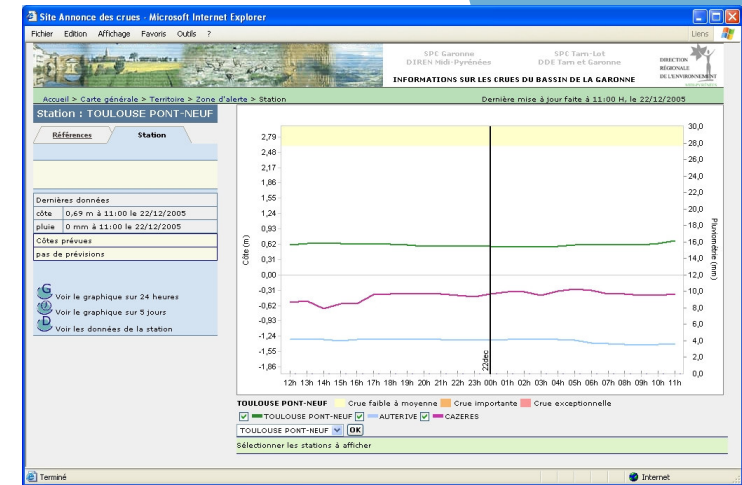 Site Annonce des crues - Microsoft Internet Explorer
Fichier Edition Affichage Favoris Outils ? Liens
SPC Garonne SPC Tarn-Lot
DIREN Midi-Pyrénées DDE Tarn et Garonne
DIRECTION
RÉGIONALE
DE L'ENVIRONNEMENT
INFORMATIONS SUR LES CRUES DU BASSIN DE LA GARONNE
Accueil > Carte générale > Territoire > Zone d'alerte > Station Dernière mise à jour faite à 11:00 H, le 22/12/2005
Station : TOULOUSE PONT-NEUF
Références Station
Dernières données
côte 0,69 m à 11:00 le 22/12/2005
pluie 0 mm à 11:00 le 22/12/2005
Côtes prévues
pas de prévisions
Voir le graphique sur 24 heures
Voir le graphique sur 5 jours
Voir les données de la station
Côte (m)
2,79
2,48
2,17
1,86
1,55
1,24
0,93
0,62
0,31
0,00
-0,31
-0,62
-0,93
-1,24
-1,55
-1,86
30,0
28,0
26,0
24,0
22,0
20,0
18,0
16,0
14,0
12,0
10,0
8,0
6,0
4,0
2,0
0,0
Pluviométrie (mm)
22dec
12h 13h 14h 15h 16h 17h 18h 19h 20h 21h 22h 23h 00h 01h 02h 03h 04h 05h 06h 07h 08h 09h 10h 11h
TOULOUSE PONT-NEUF Crue faible à moyenne Crue importante Crue exceptionnelle
TOULOUSE PONT-NEUF AUTERIVE CAZERES
TOULOUSE PONT-NEUF OK
Sélectionner les stations à afficher
Terminé Internet